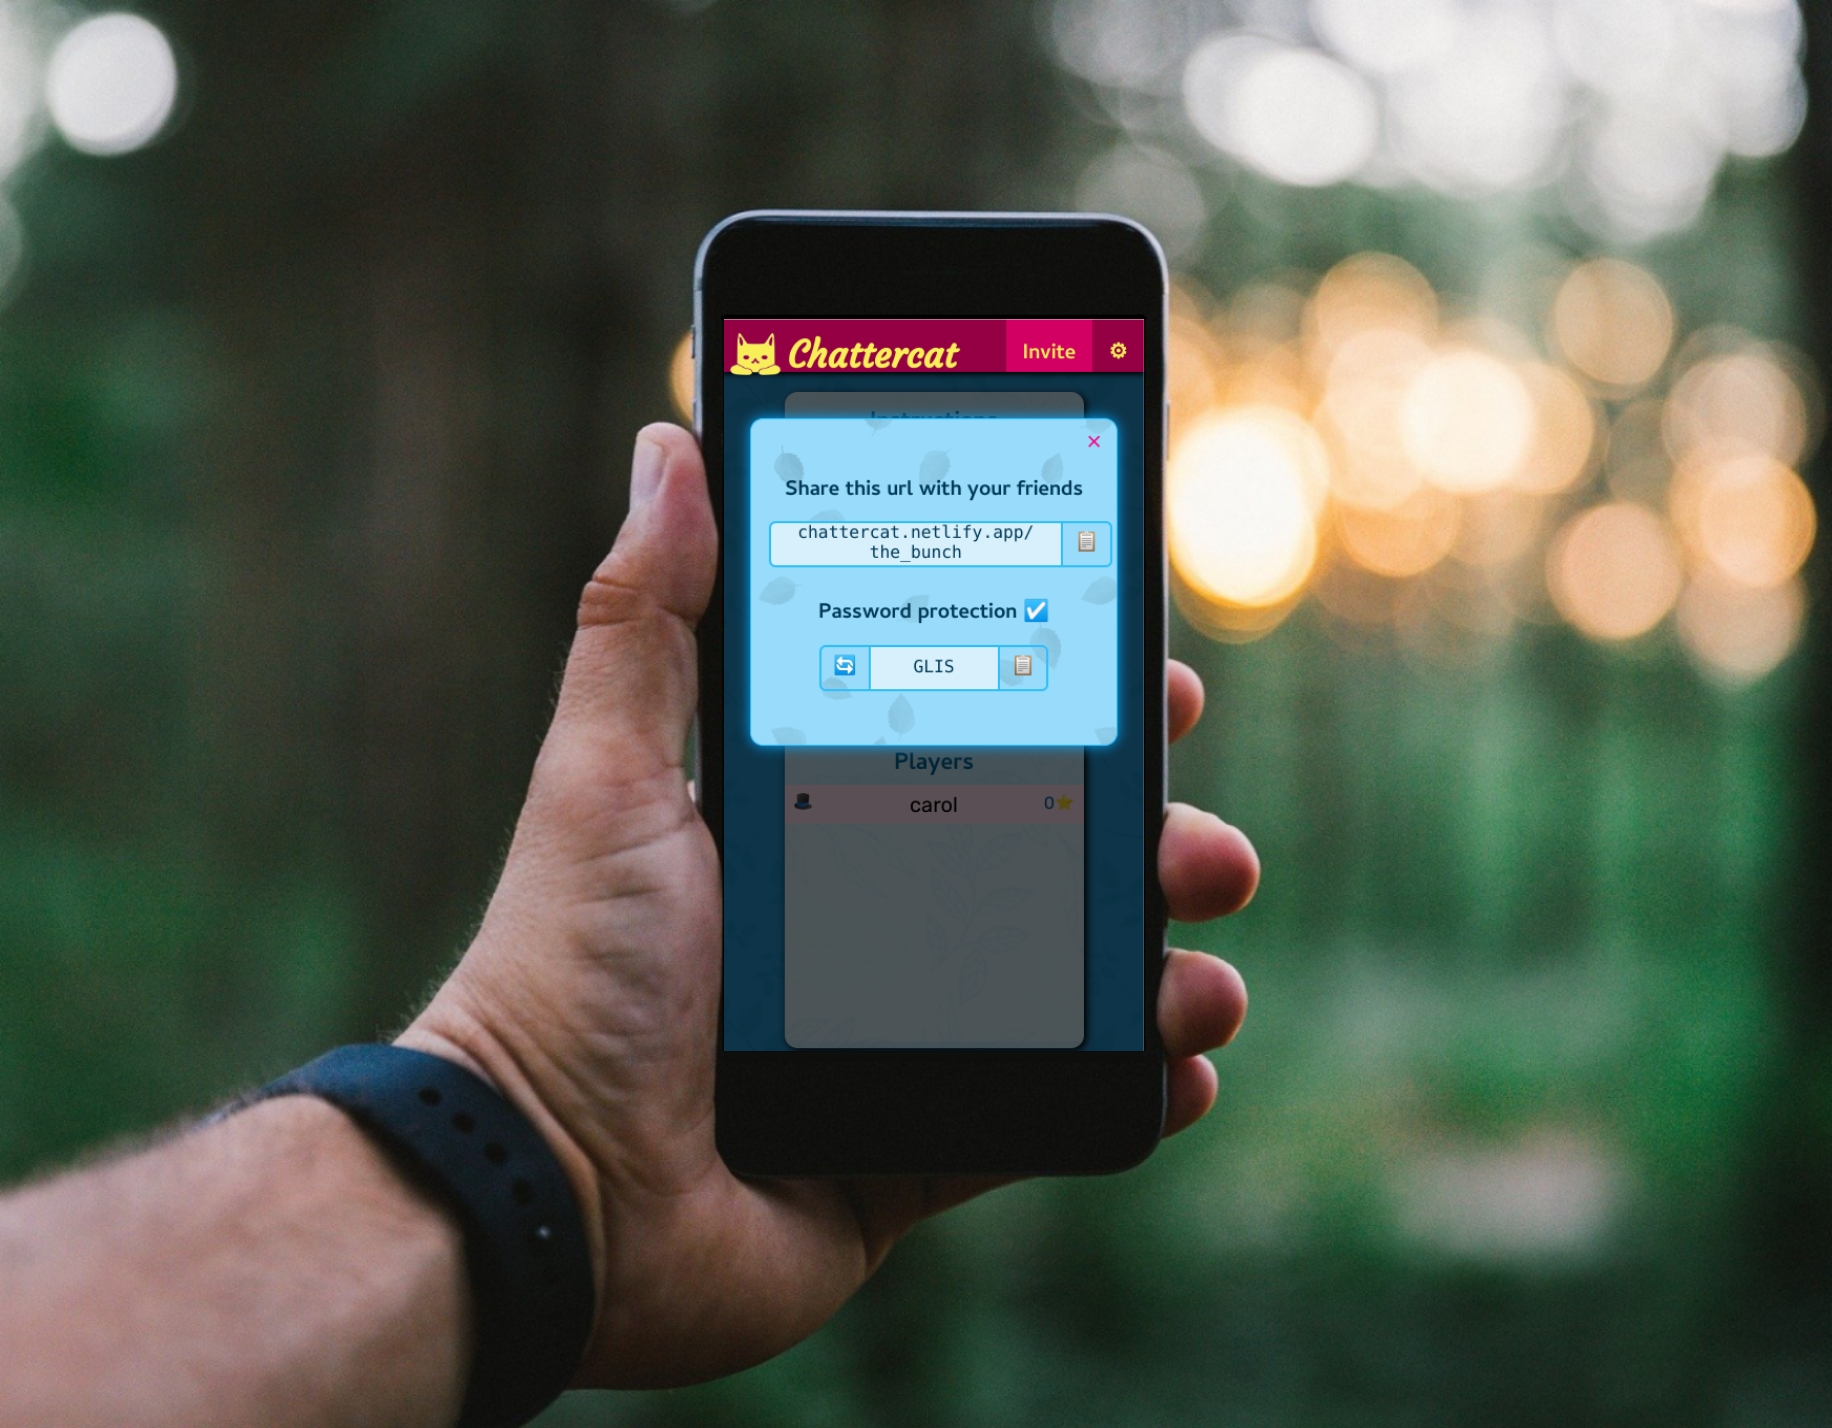 Chattercat
Invite
Instructions
Share this url with your friends
chattercat.netlify.app/
the_bunch
Password protection
GLIS
Players
carol
0